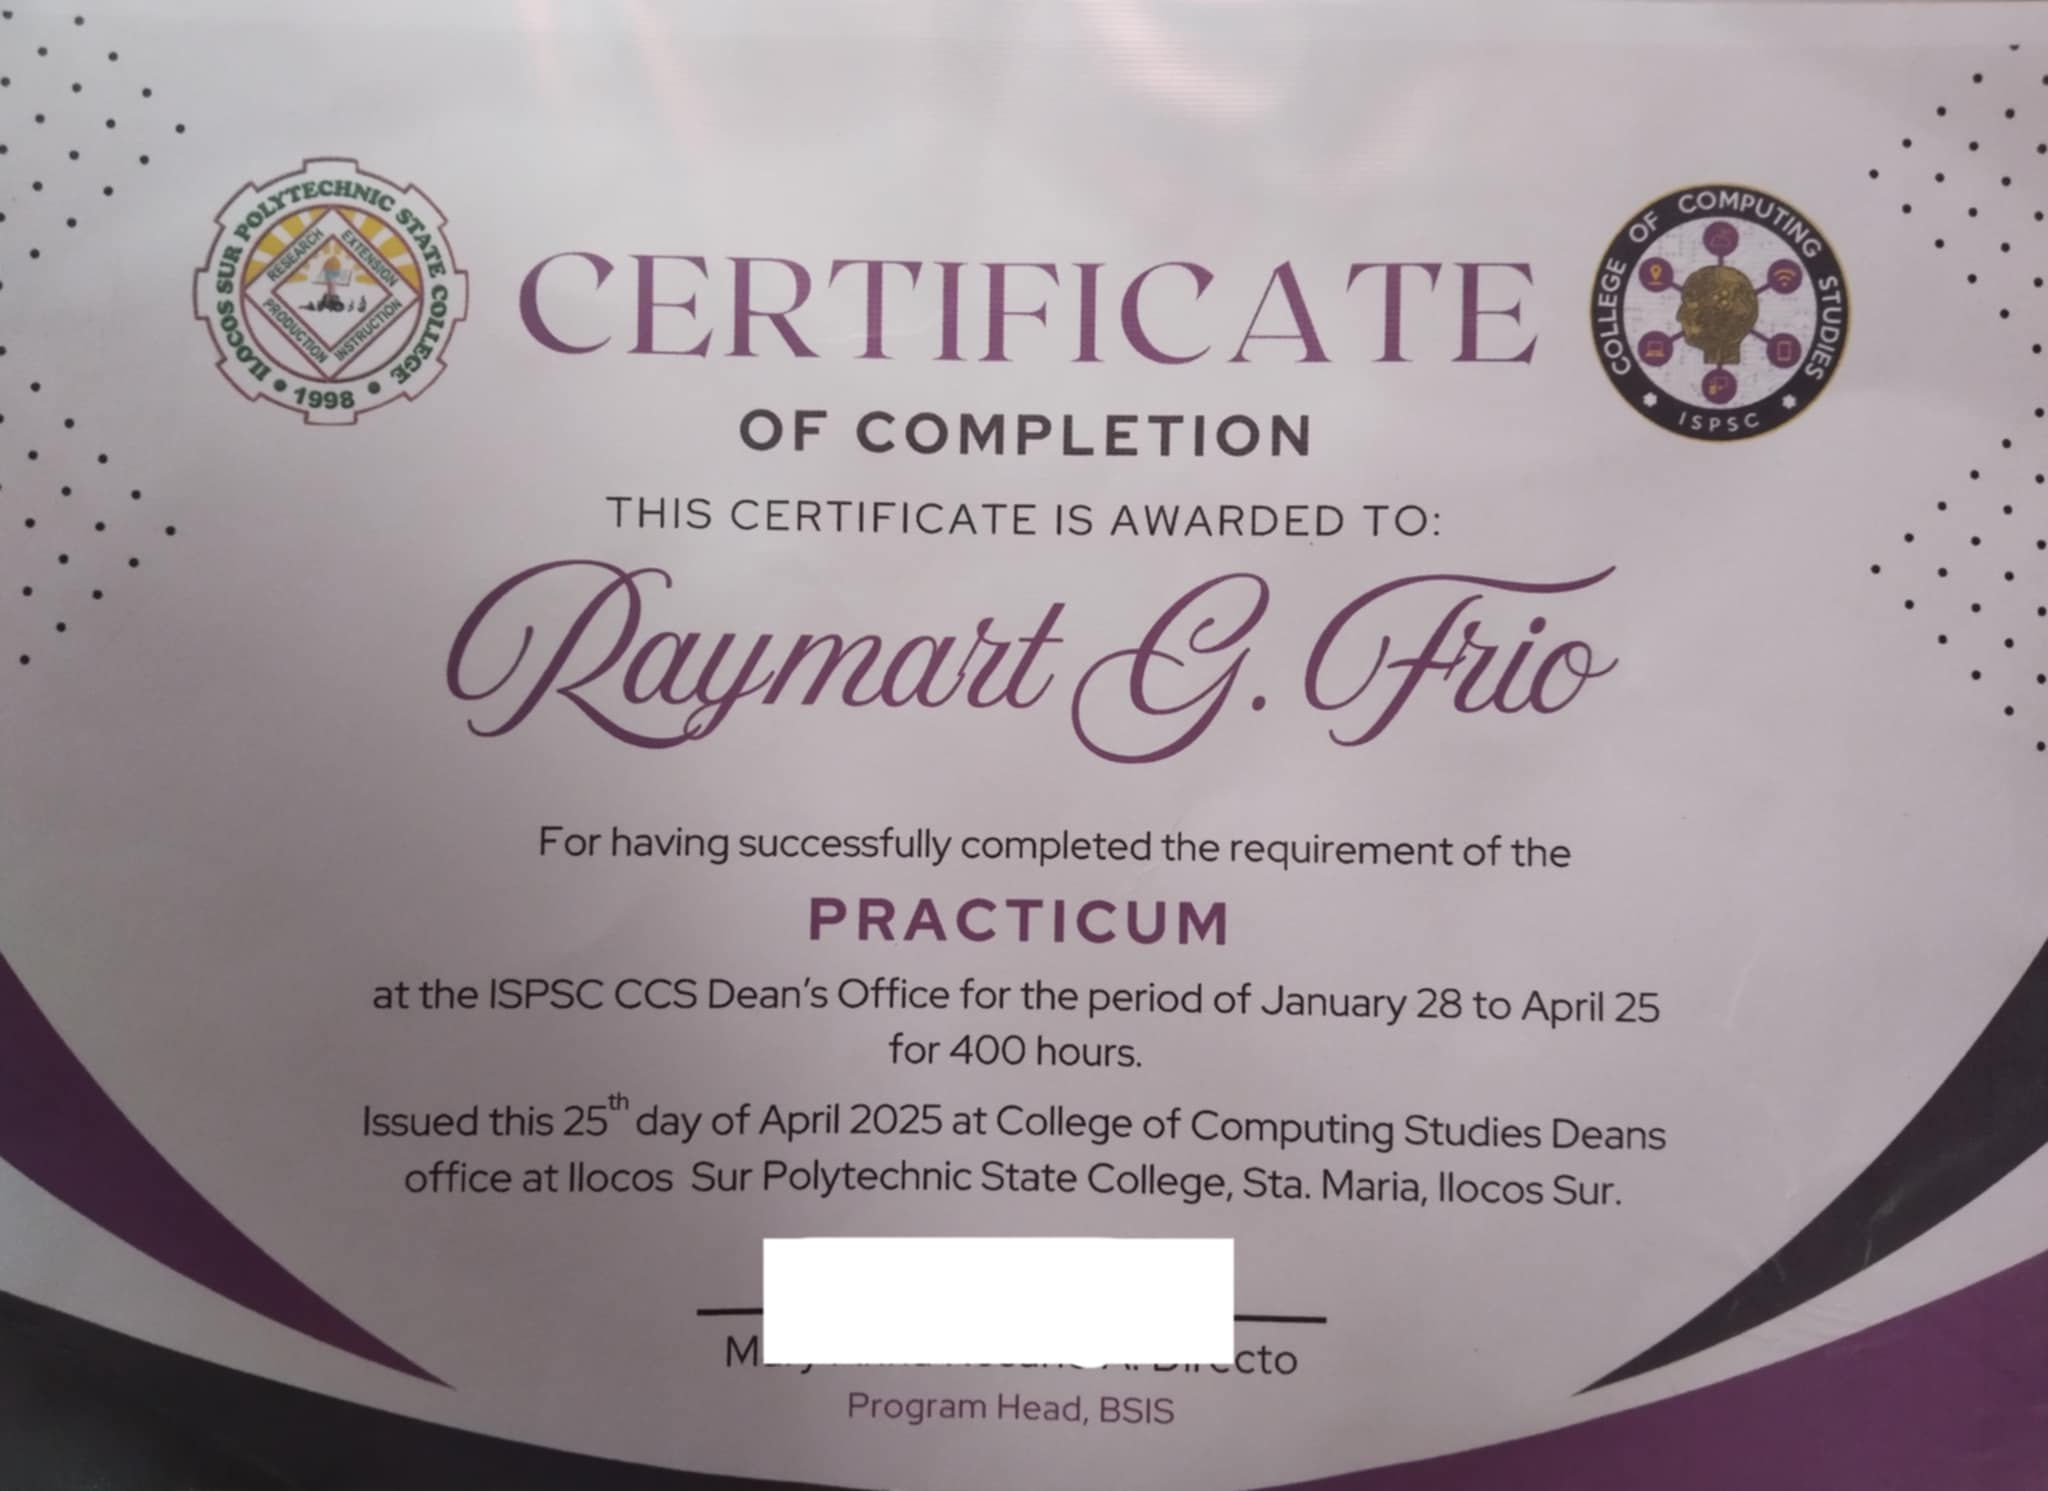 ILOCOS SUR POLYTECHNIC STATE COLLEGE
1998
RESEARCH
EXTENSION
PRODUCTION
INSTRUCTION
COLLEGE OF COMPUTING STUDIES
ISPSC
CERTIFICATE
OF COMPLETION
THIS CERTIFICATE IS AWARDED TO:
Raymart G. Frio
For having successfully completed the requirement of the
PRACTICUM
at the ISPSC CCS Dean's Office for the period of January 28 to April 25
for 400 hours.
Issued this 25th day of April 2025 at College of Computing Studies Deans
office at Ilocos Sur Polytechnic State College, Sta. Maria, Ilocos Sur.
Program Head, BSIS